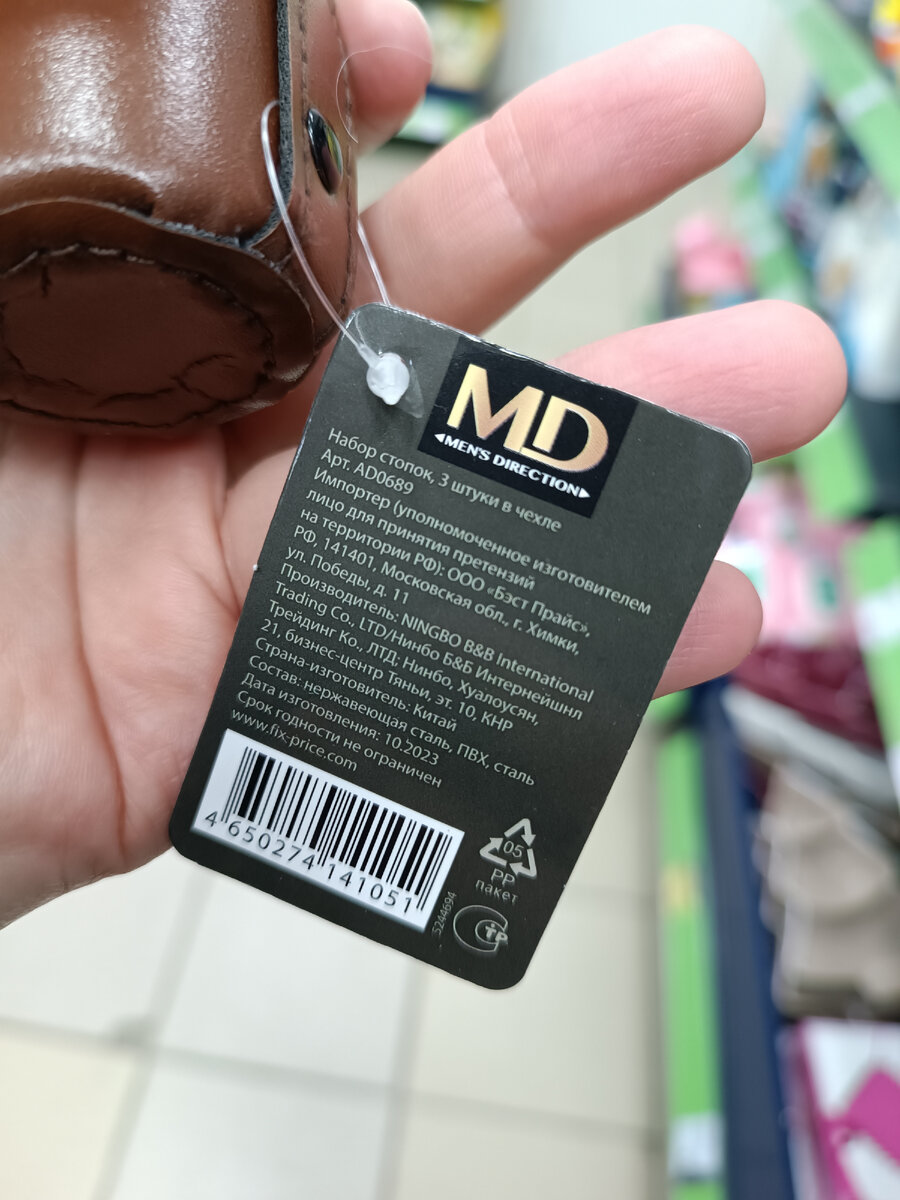 MD
MEN'S DIRECTION
Набор стопок, 3 штуки в чехле
Арт. AD0689
Импортер (уполномоченное изготовителем
лицо для принятия претензий
на территории РФ): ООО «Бэст Прайс»,
РФ, 141401, Московская обл., г. Химки,
ул. Победы, д. 11
Производитель: NINGBO B&B International
Trading Co., LTD/Нинбо Б&Б Интернейшнл
Трейдинг Ко., ЛТД; Нинбо, Хуалоусян,
21, бизнес-центр Тяньи, эт. 10, КНР
Страна-изготовитель: Китай
Состав: нержавеющая сталь, ПВХ, сталь
Дата изготовления: 10.2023
Срок годности не ограничен
www.fix-price.com
4 650274 141051
05
PP
пакет
5244694